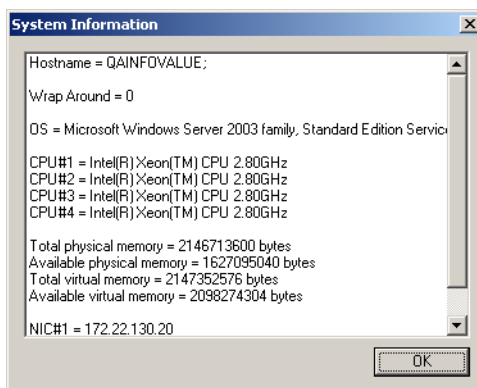 System Information
Hostname = QAINFOVALUE;
Wrap Around = 0
OS = Microsoft Windows Server 2003 family, Standard Edition Service
CPU#1 = Intel(R) Xeon(TM) CPU 2.80GHz
CPU#2 = Intel(R) Xeon(TM) CPU 2.80GHz
CPU#3 = Intel(R) Xeon(TM) CPU 2.80GHz
CPU#4 = Intel(R) Xeon(TM) CPU 2.80GHz
Total physical memory = 2146713600 bytes
Available physical memory = 1627095040 bytes
Total virtual memory = 2147352576 bytes
Available virtual memory = 2098274304 bytes
NIC#1 = 172.22.130.20
OK